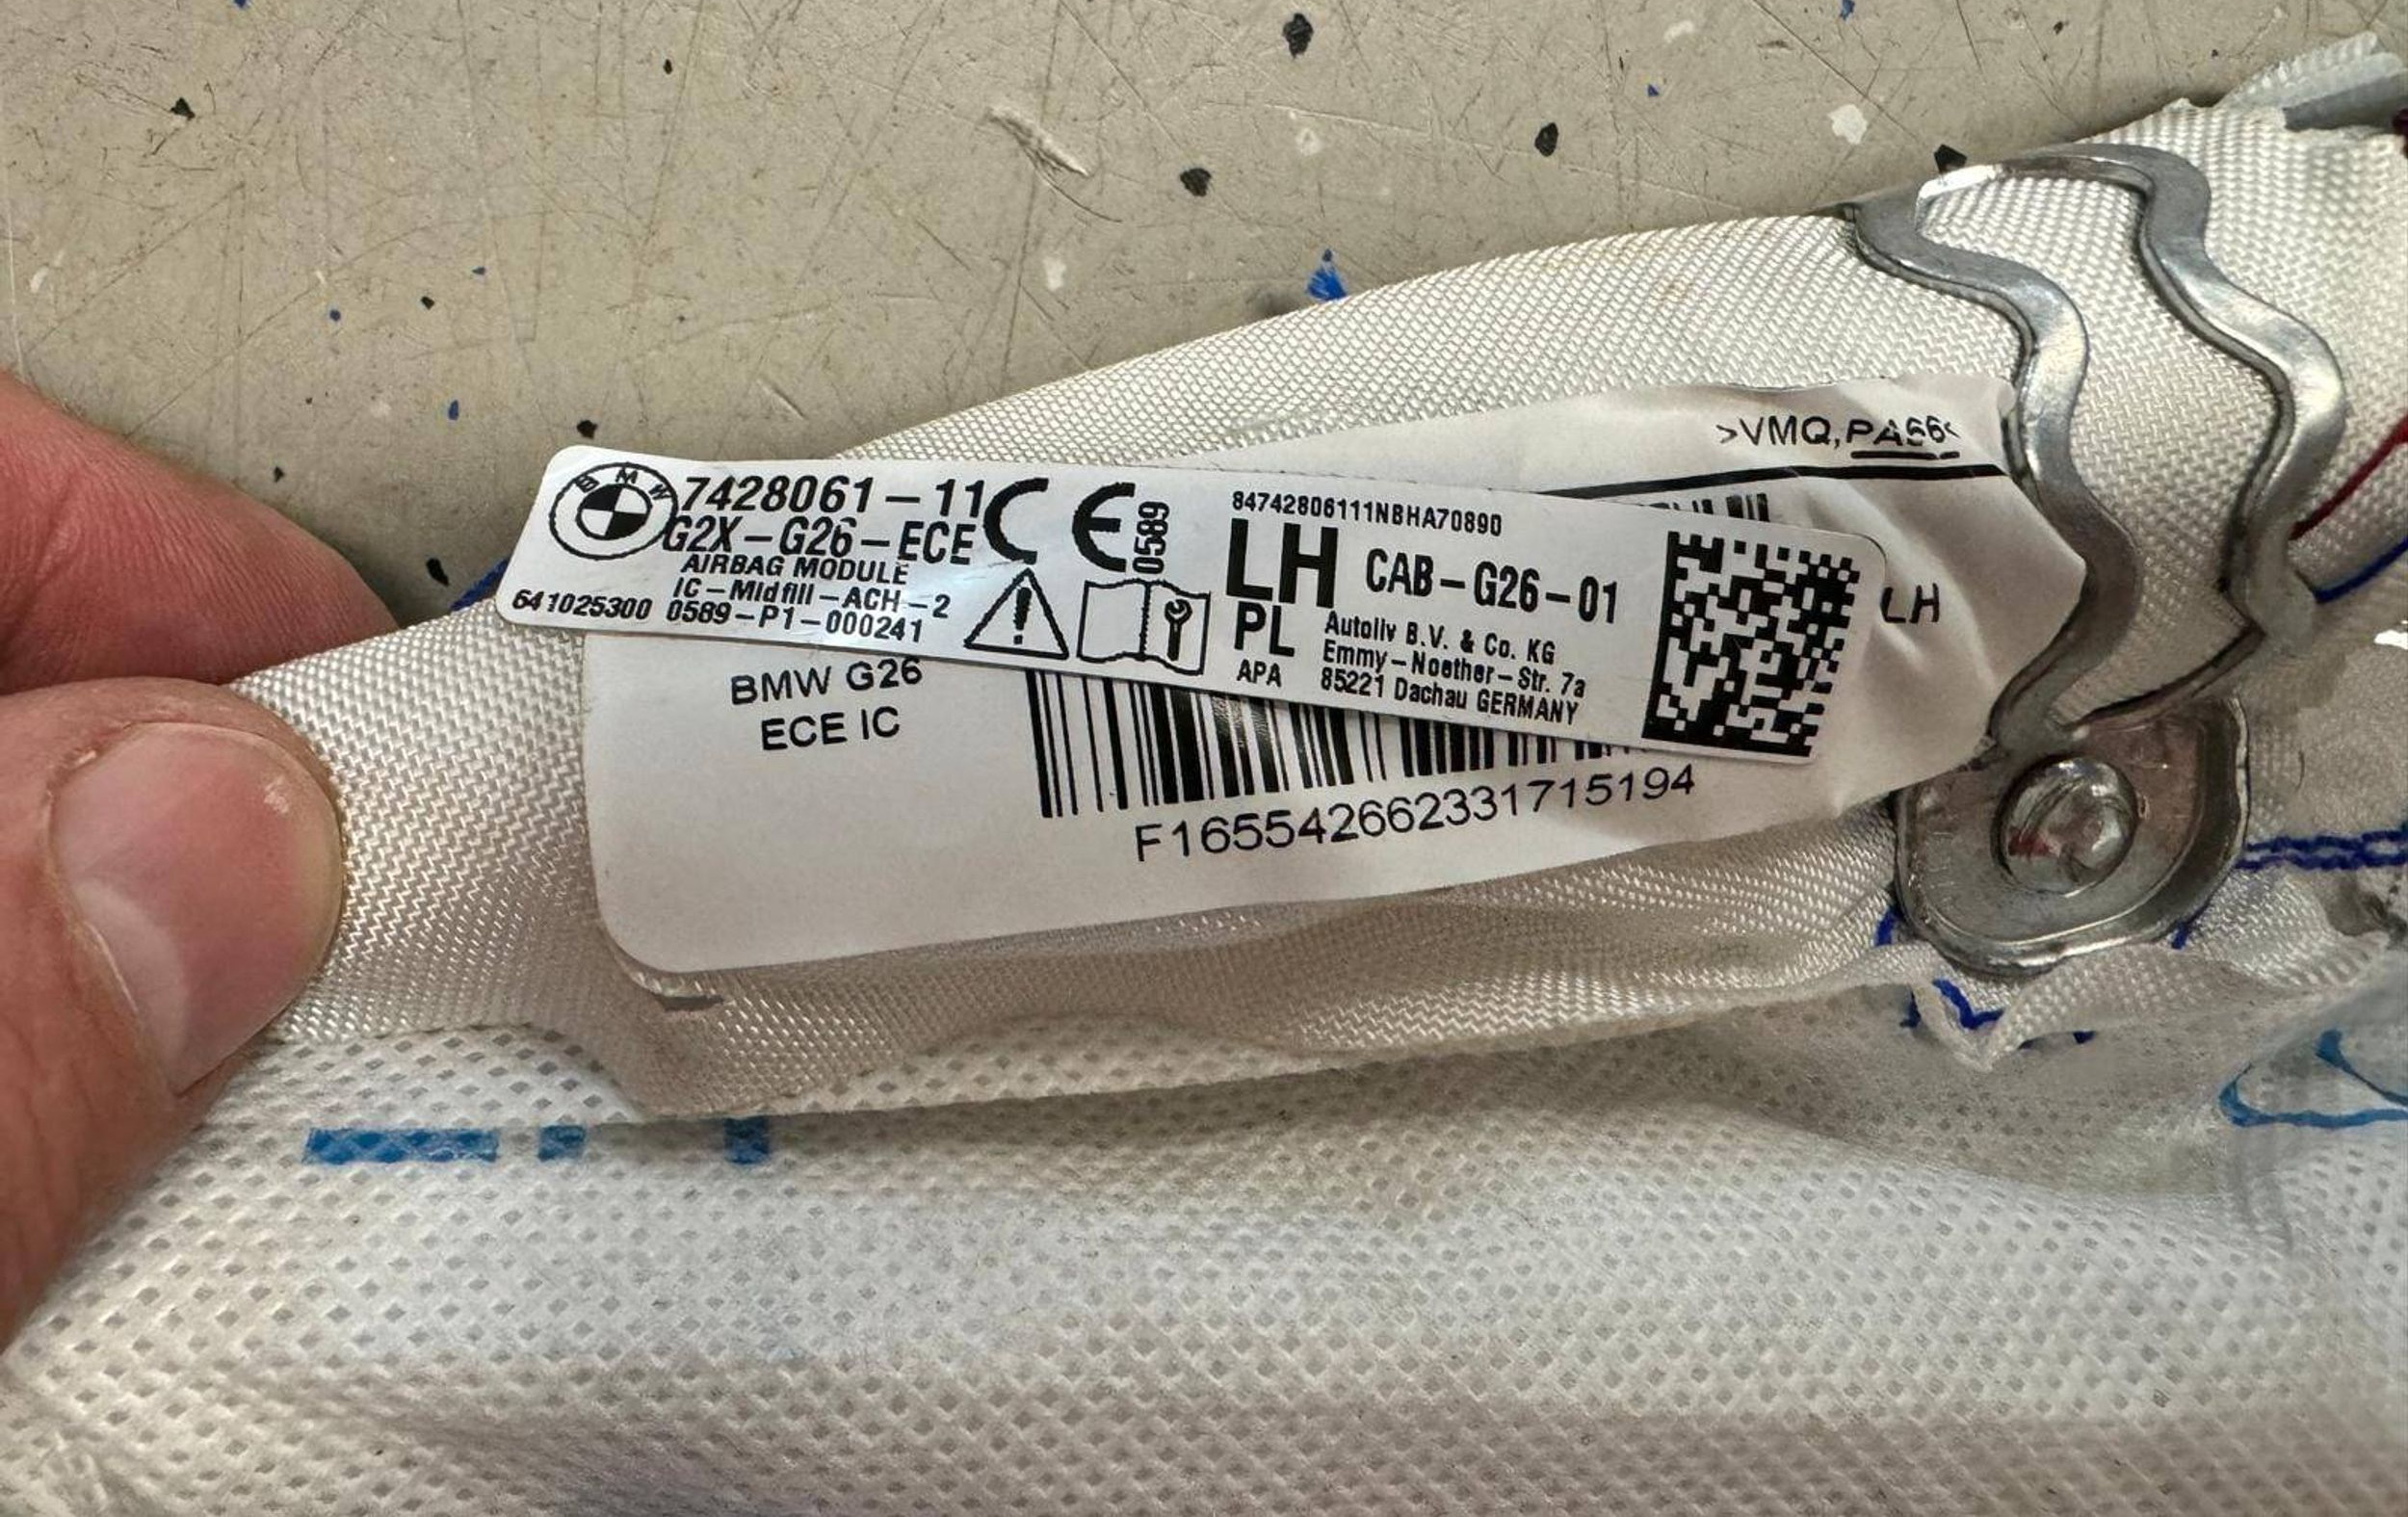 >VMQ,PA66<
BMW
7428061-11
G2X-G26-ECE
AIRBAG MODULE
IC-Midfill-ACH-2
641025300 0589-P1-000241
CE
0589
84742806111NBHA70890
LH CAB-G26-01
PL
APA
Autoliv B.V. & Co. KG
Emmy-Noether-Str. 7a
85221 Dachau GERMANY
LH
BMW G26
ECE IC
F165542662331715194